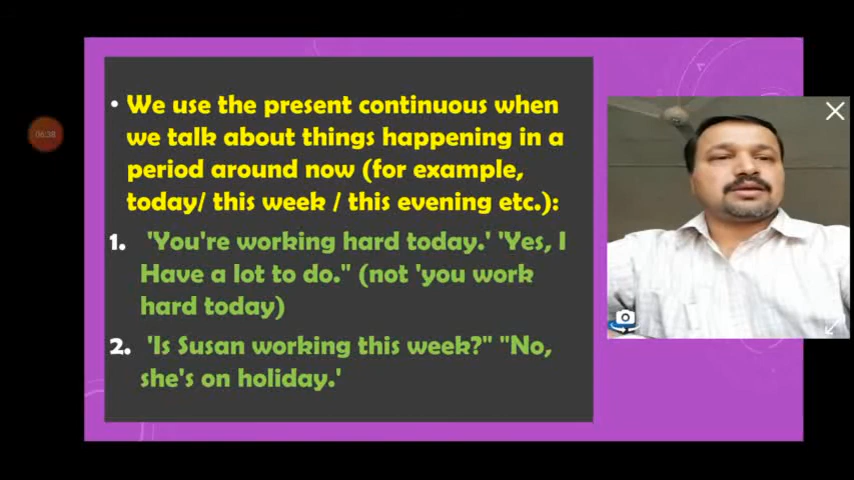 • We use the present continuous when
we talk about things happening in a
period around now (for example,
today/ this week / this evening etc.):
06:38
1. 'You're working hard today.' 'Yes, I
Have a lot to do." (not 'you work
hard today)
2. 'Is Susan working this week?" "No,
she's on holiday.'